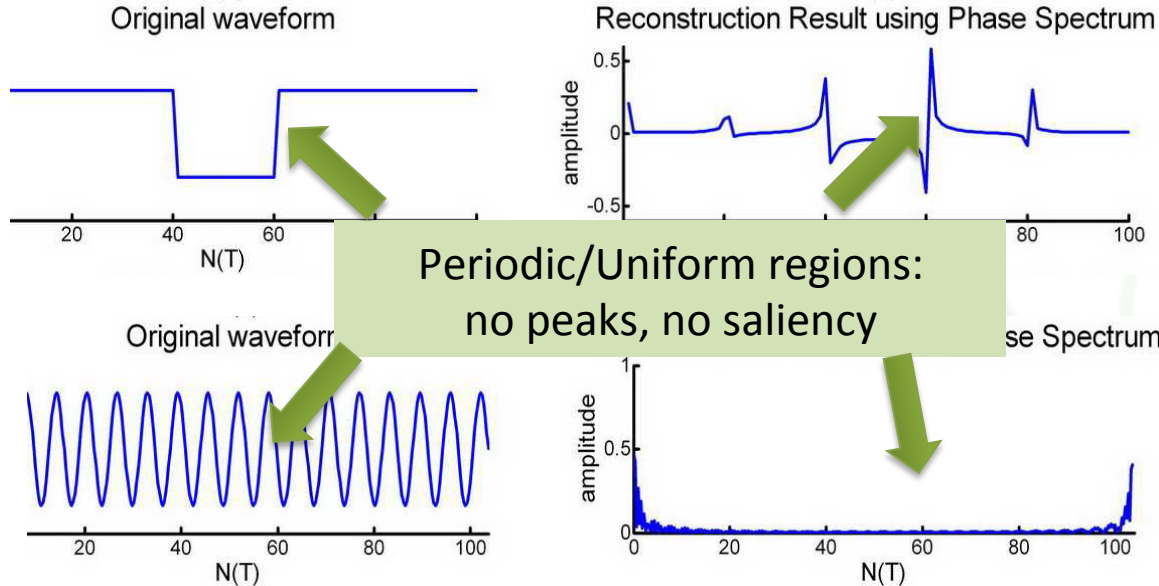 Original waveform
20
40
60
N(T)
Reconstruction Result using Phase Spectrum
amplitude
0.5
0
-0.5
80
100
Periodic/Uniform regions:
no peaks, no saliency
Original wavefor
20
40
60
80
100
N(T)
se Spectrum
amplitude
1
0.5
0
0
20
40
60
80
100
N(T)